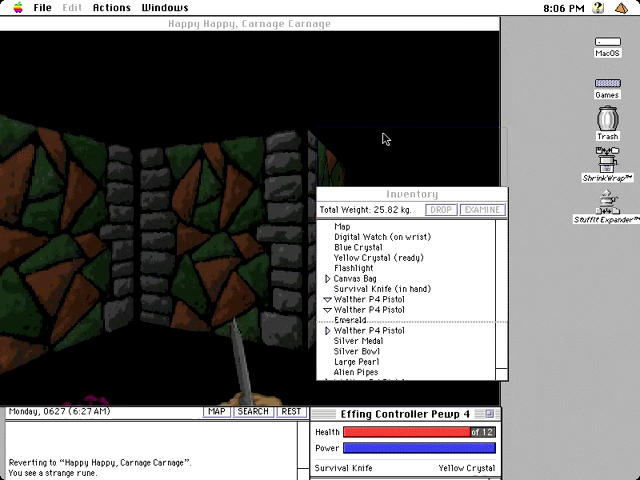 File Edit Actions Windows 8:06 PM
Happy Happy, Carnage Carnage
MacOS
Games
Trash
ShrinkWrap™
StuffIt Expander™
Inventory
Total Weight: 25.82 kg. DROP EXAMINE
Map
Digital Watch (on wrist)
Blue Crystal
Yellow Crystal (ready)
Flashlight
Canvas Bag
Survival Knife (in hand)
Walther P4 Pistol
Walther P4 Pistol
Emerald
Walther P4 Pistol
Silver Medal
Silver Bowl
Large Pearl
Alien Pipes
Monday, 0627 (6:27 AM) MAP SEARCH REST
Reverting to “Happy Happy, Carnage Carnage”.
You see a strange rune.
Effing Controller Pewp 4
Health of 12
Power
Survival Knife Yellow Crystal